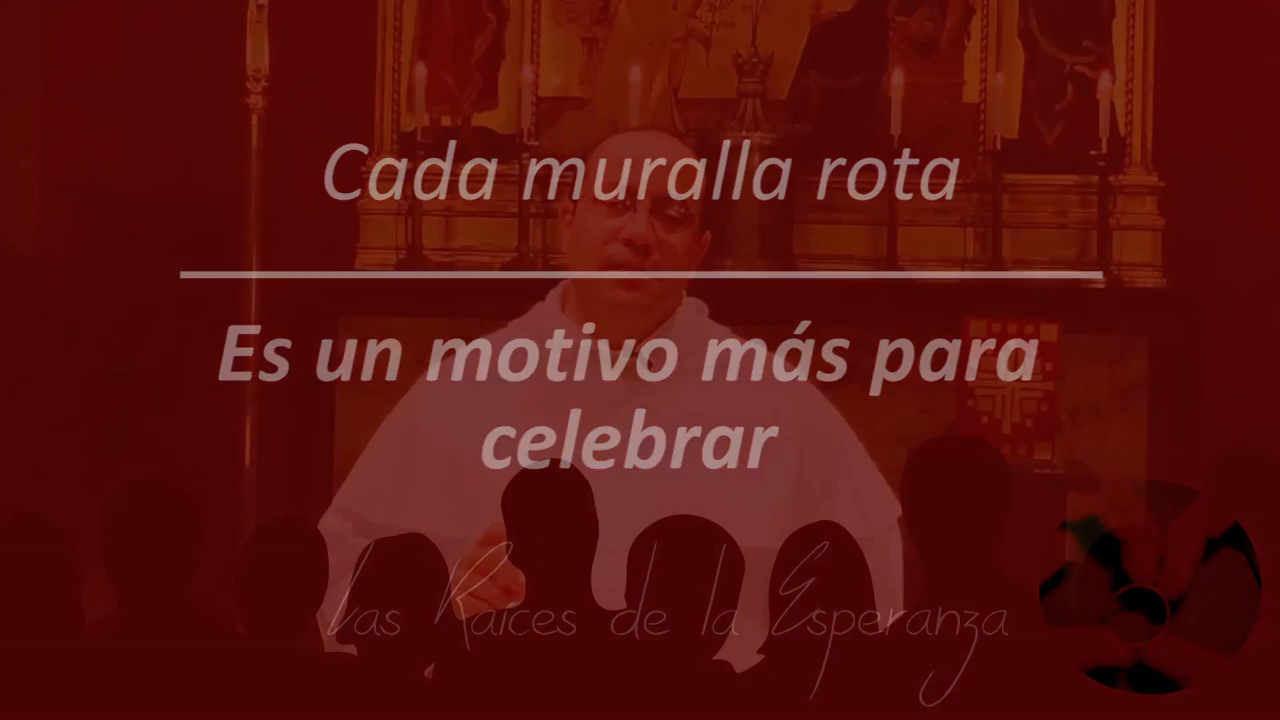 Cada muralla rota
Es un motivo más para
celebrar
Las Raíces de la Esperanza